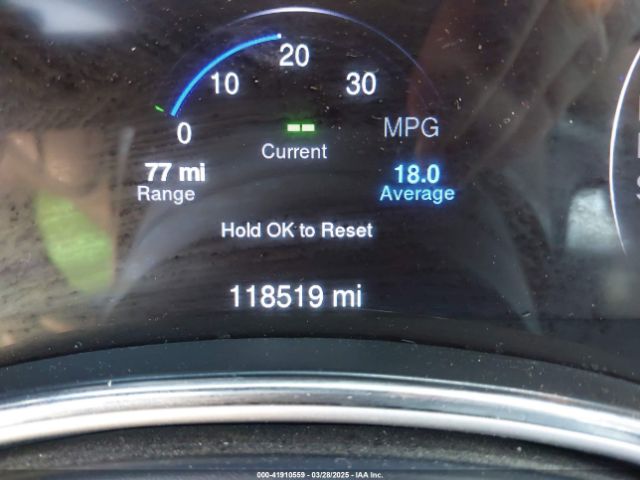 20
10 30
0 -- MPG
Current
77 mi 18.0
Range Average
Hold OK to Reset
118519 mi
000-41910559 - 03/28/2025 - IAA Inc.